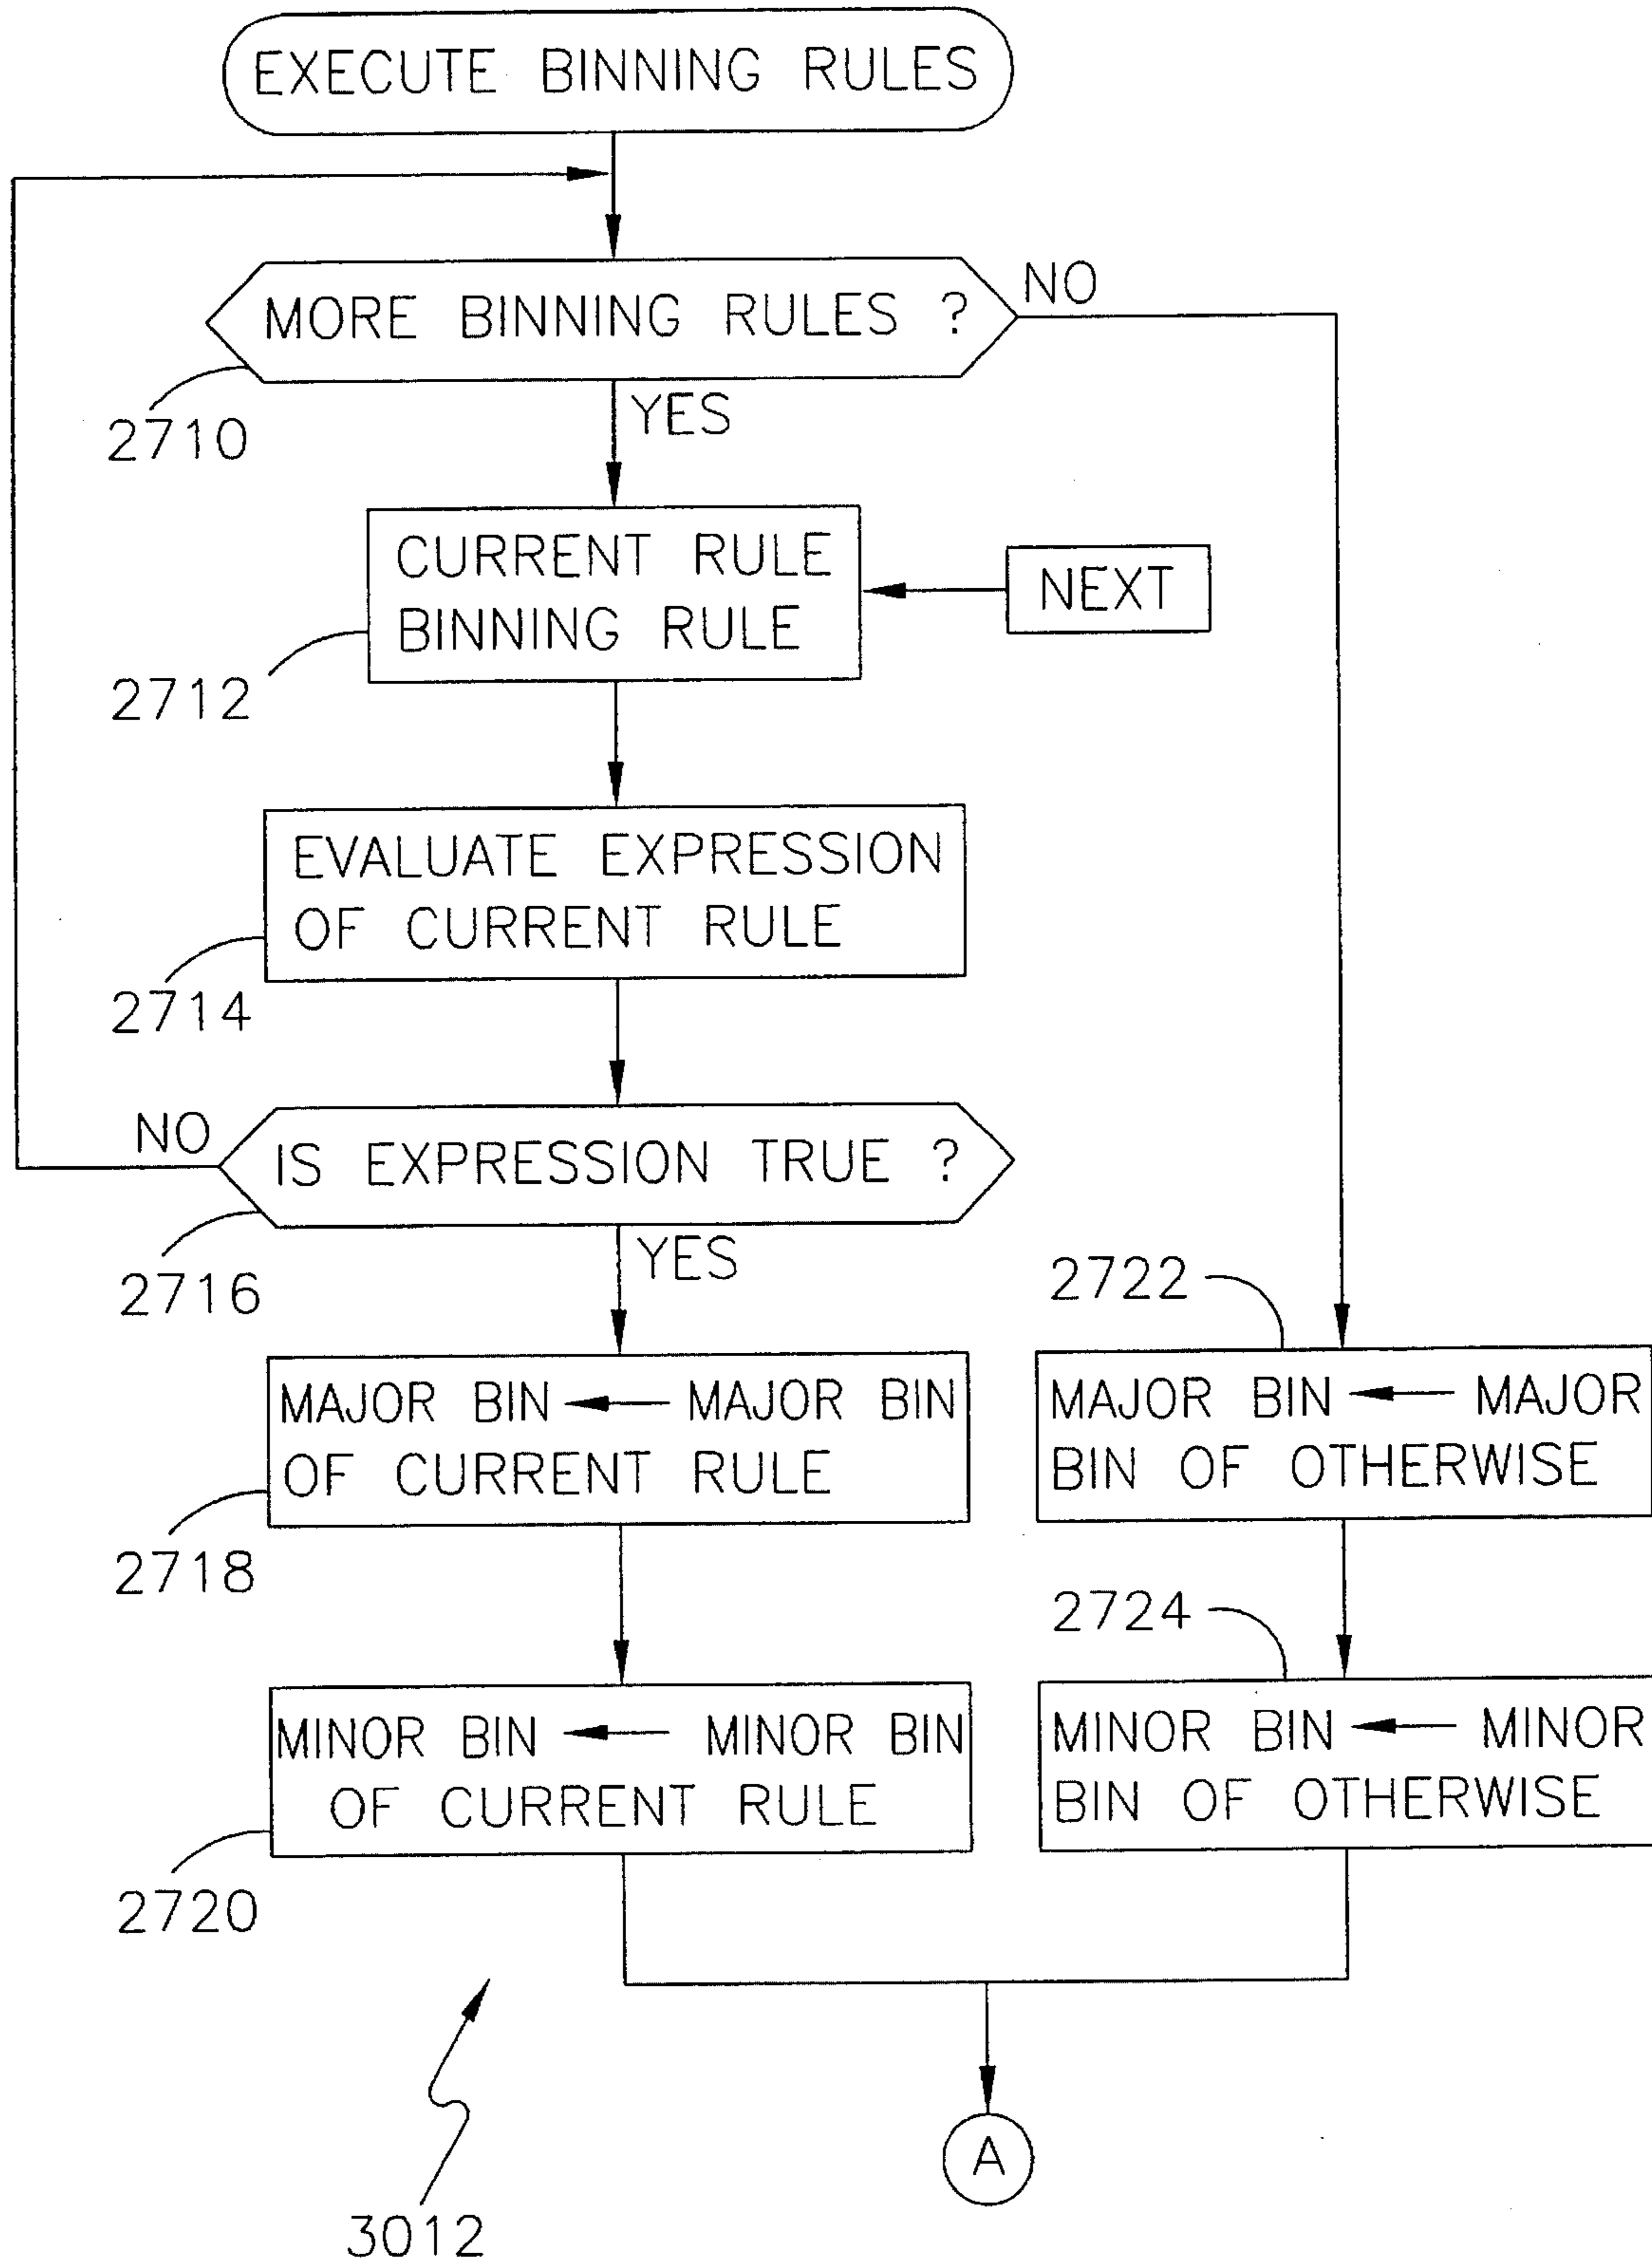 EXECUTE BINNING RULES
MORE BINNING RULES ?
NO
2710
YES
CURRENT RULE
BINNING RULE
NEXT
2712
EVALUATE EXPRESSION
OF CURRENT RULE
2714
NO
IS EXPRESSION TRUE ?
2716
YES
2722
MAJOR BIN ← MAJOR BIN
OF CURRENT RULE
2718
MAJOR BIN ← MAJOR
BIN OF OTHERWISE
2724
MINOR BIN ← MINOR BIN
OF CURRENT RULE
2720
MINOR BIN ← MINOR
BIN OF OTHERWISE
A
3012